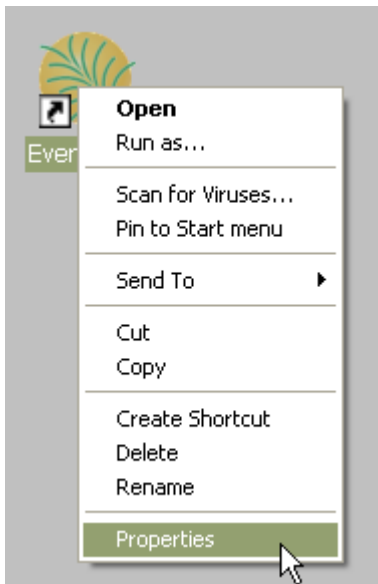 Ever
Open
Run as...
Scan for Viruses...
Pin to Start menu
Send To
Cut
Copy
Create Shortcut
Delete
Rename
Properties